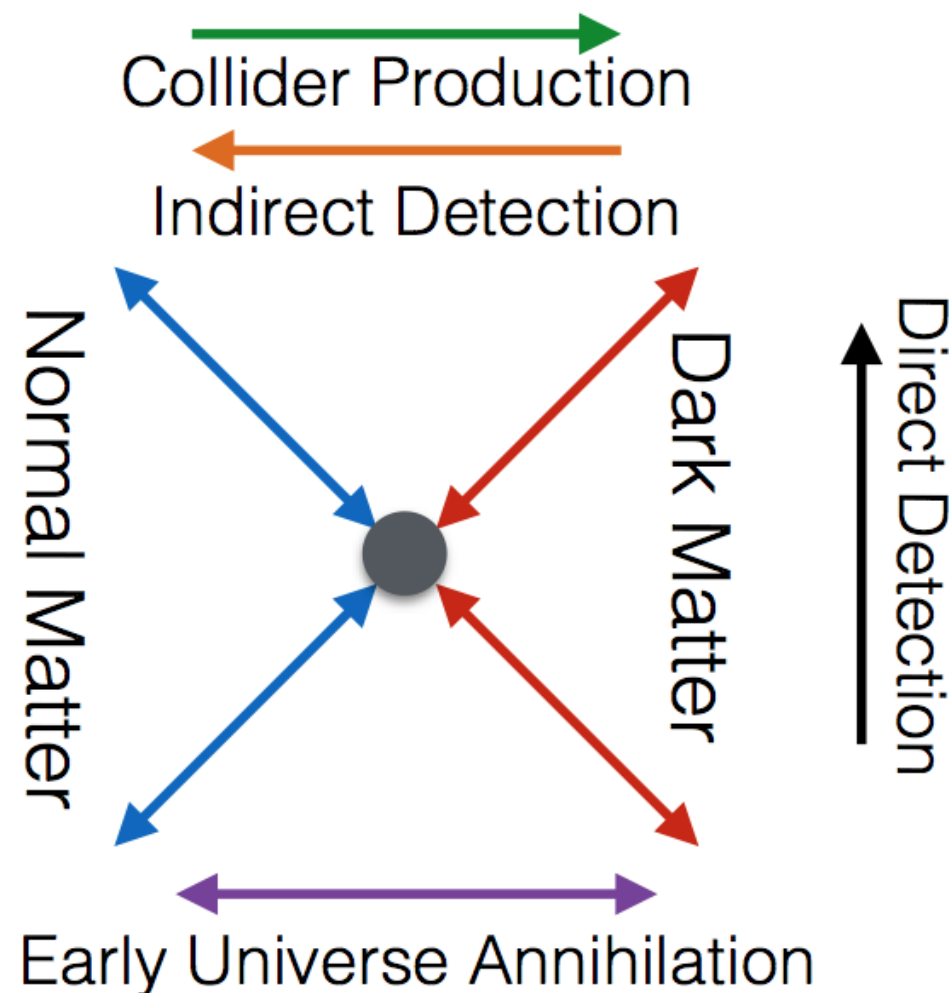 Collider Production
Indirect Detection
Normal Matter
Dark Matter
Direct Detection
Early Universe Annihilation